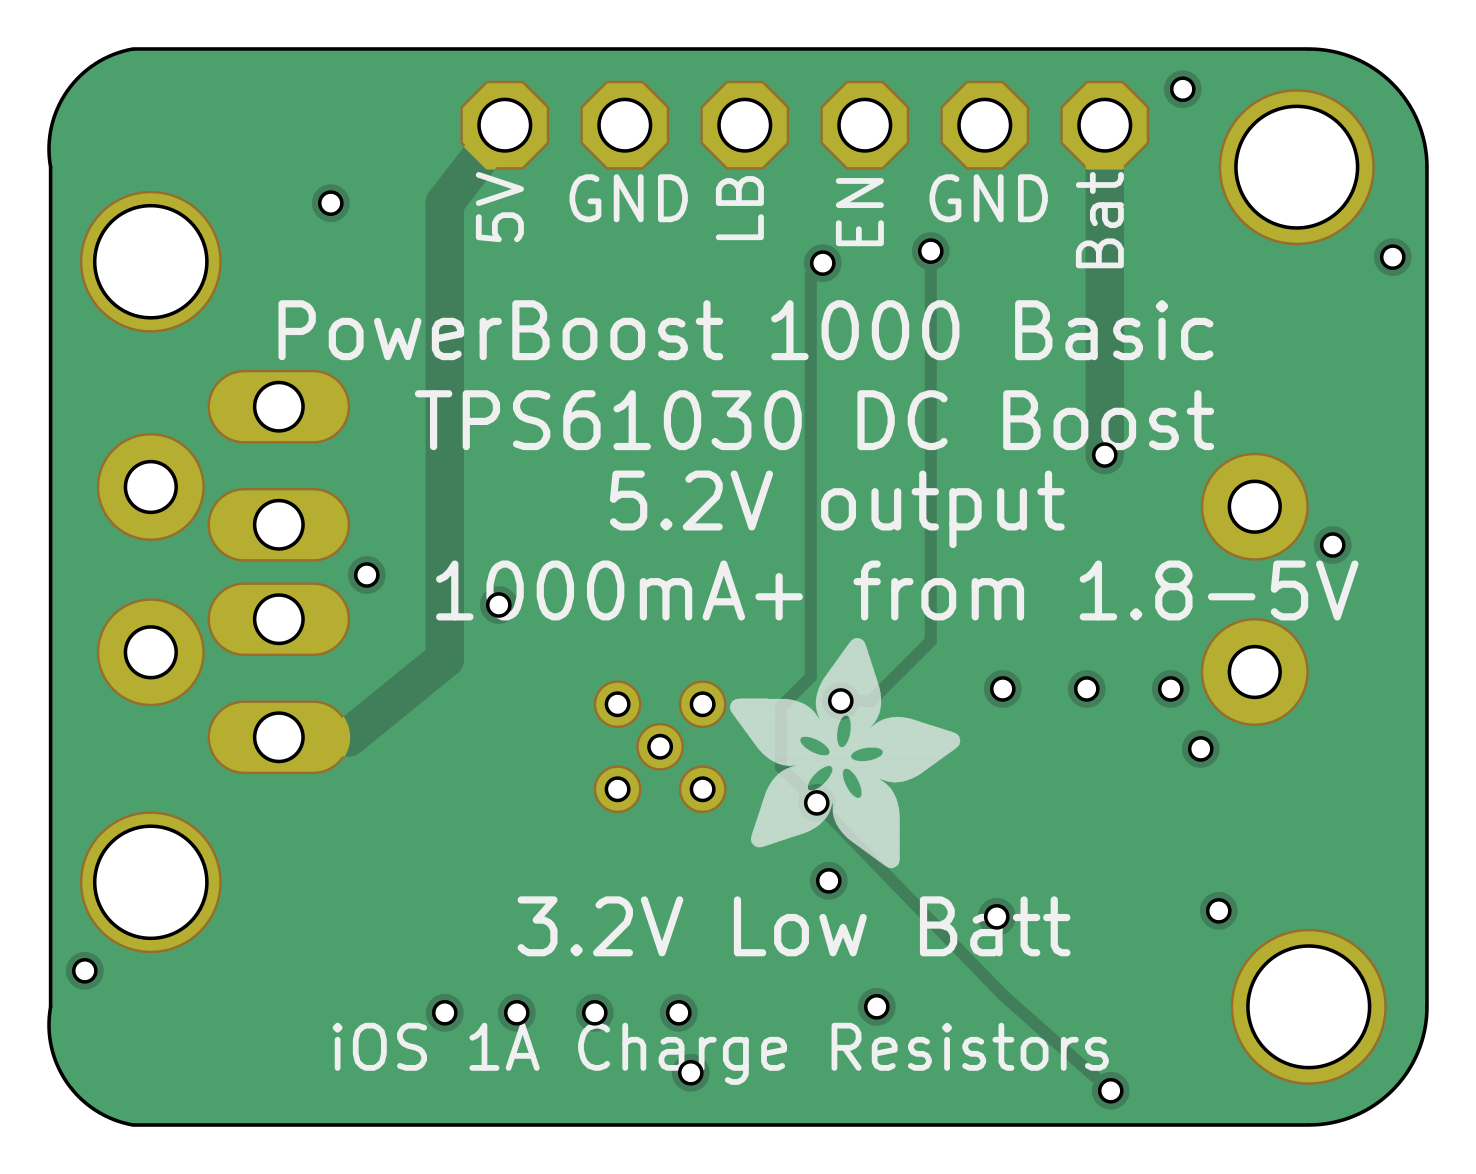 5V GND LB EN GND Bat
PowerBoost 1000 Basic
TPS61030 DC Boost
5.2V output
1000mA+ from 1.8-5V
3.2V Low Batt
iOS 1A Charge Resistors